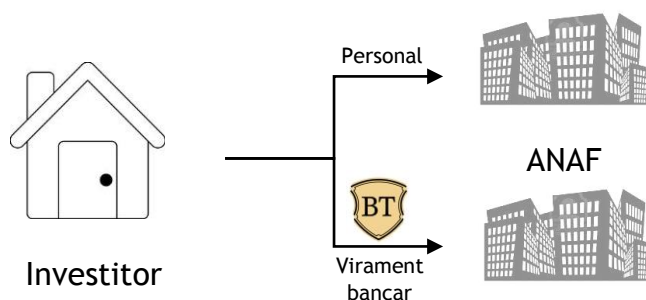 Personal
ANAF
BT
Investitor
Virament
bancar